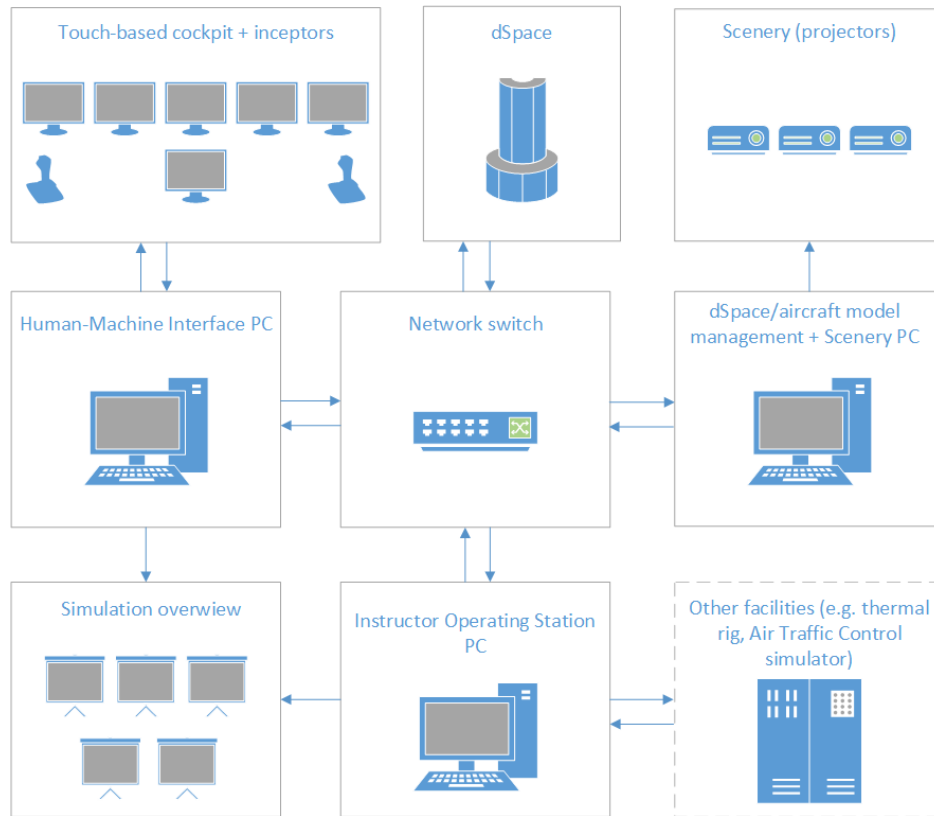 Touch-based cockpit + inceptors
dSpace
Scenery (projectors)
Human-Machine Interface PC
Network switch
dSpace/aircraft model
management + Scenery PC
Simulation overwiew
Instructor Operating Station
PC
Other facilities (e.g. thermal
rig, Air Traffic Control
simulator)